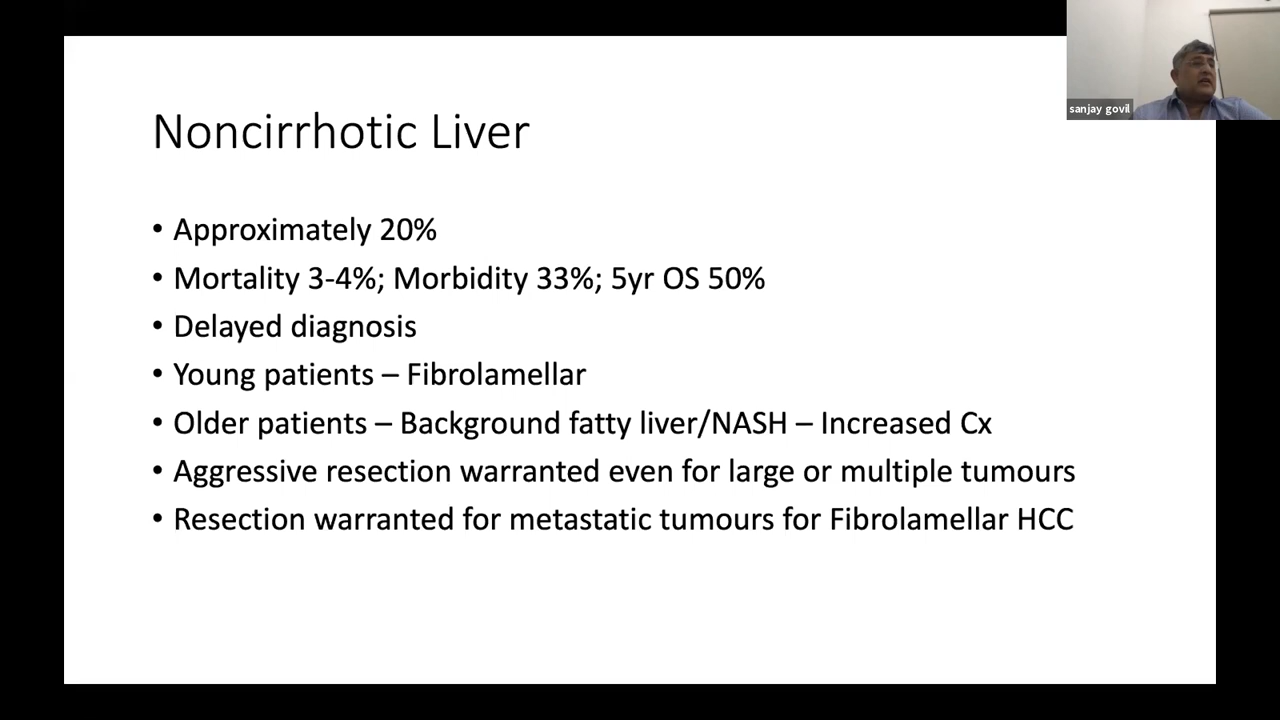 sanjay govil
Noncirrhotic Liver
• Approximately 20%
• Mortality 3-4%; Morbidity 33%; 5yr OS 50%
• Delayed diagnosis
• Young patients – Fibrolamellar
• Older patients – Background fatty liver/NASH – Increased Cx
• Aggressive resection warranted even for large or multiple tumours
• Resection warranted for metastatic tumours for Fibrolamellar HCC